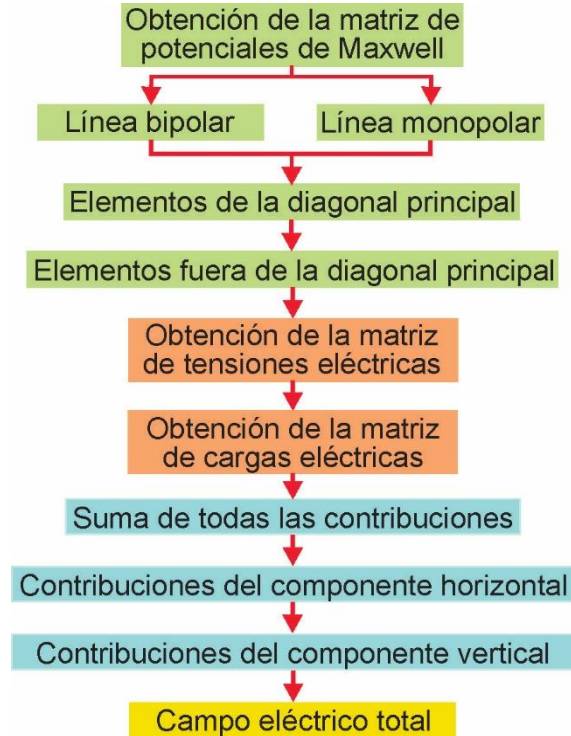 Obtención de la matriz de
potenciales de Maxwell
Línea bipolar
Línea monopolar
Elementos de la diagonal principal
Elementos fuera de la diagonal principal
Obtención de la matriz
de tensiones eléctricas
Obtención de la matriz
de cargas eléctricas
Suma de todas las contribuciones
Contribuciones del componente horizontal
Contribuciones del componente vertical
Campo eléctrico total